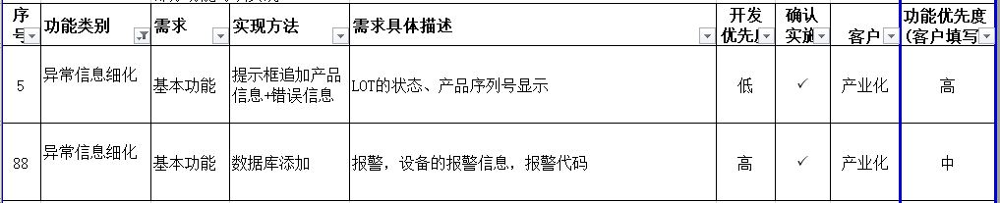 序号 功能类别 需求 实现方法 需求具体描述 开发优先 确认实施 客户 功能优先度(客户填写
5 异常信息细化 基本功能 提示框追加产品信息+错误信息 LOT的状态、产品序列号显示 低 ✓ 产业化 高
88 异常信息细化 基本功能 数据库添加 报警，设备的报警信息，报警代码 高 ✓ 产业化 中